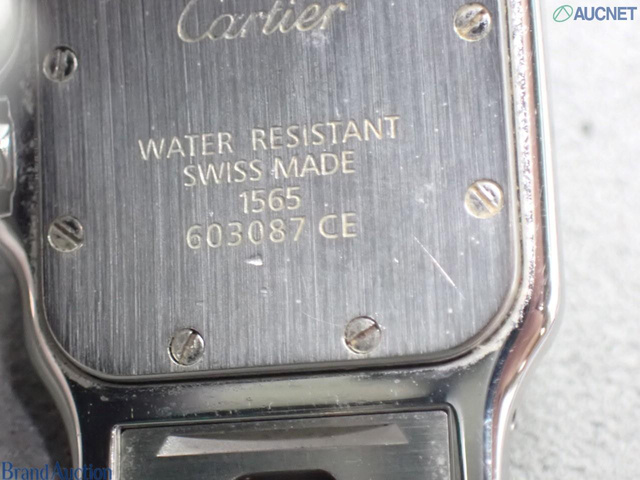 AUCNET
Cartier
WATER RESISTANT
SWISS MADE
1565
603087 CE
Brand Auction